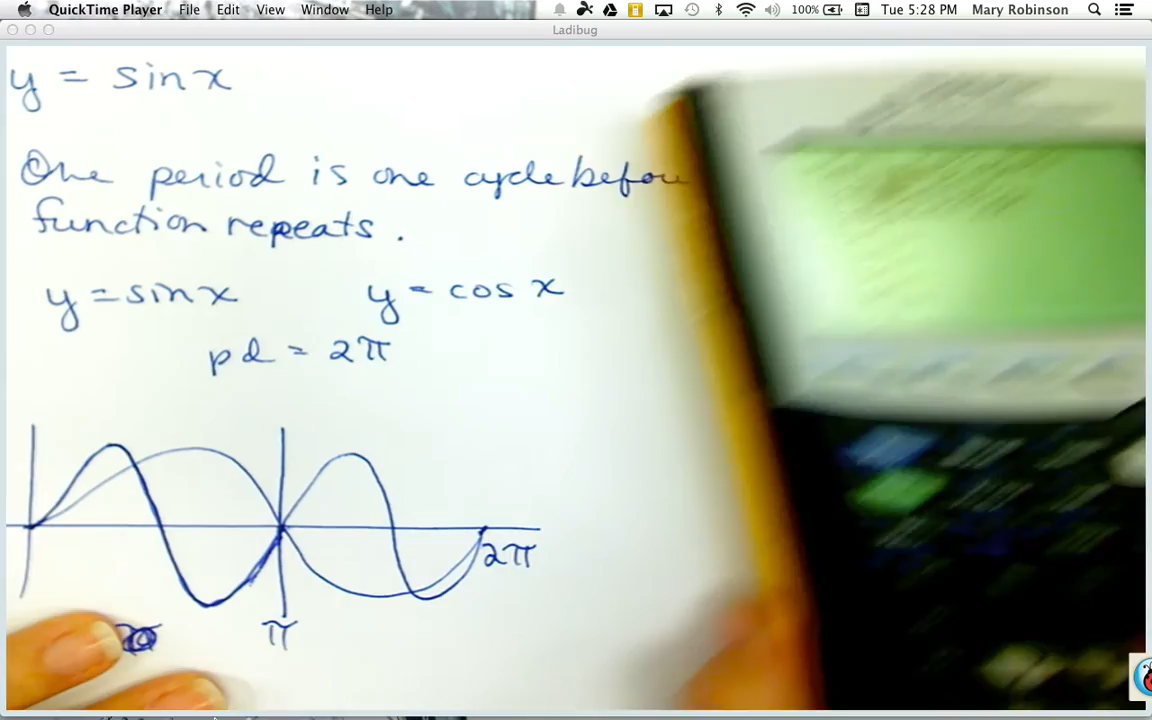 QuickTime Player File Edit View Window Help 100% Tue 5:28 PM Mary Robinson
Ladibug
y = sin x
One period is one cycle
function repeats.
y = sin x y = cos x
pd = 2π
2π
π